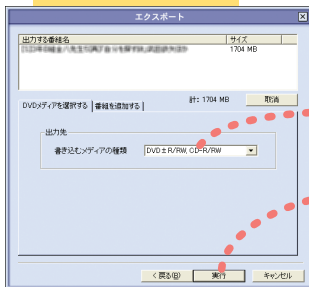 エクスポート
出力する番組名 サイズ
1704 MB
計: 1704 MB 取消
DVDメディアを選択する 番組を追加する
出力先
書き込むメディアの種類 DVD±R/RW, CD-R/RW
< 戻る(B) 実行 キャンセル